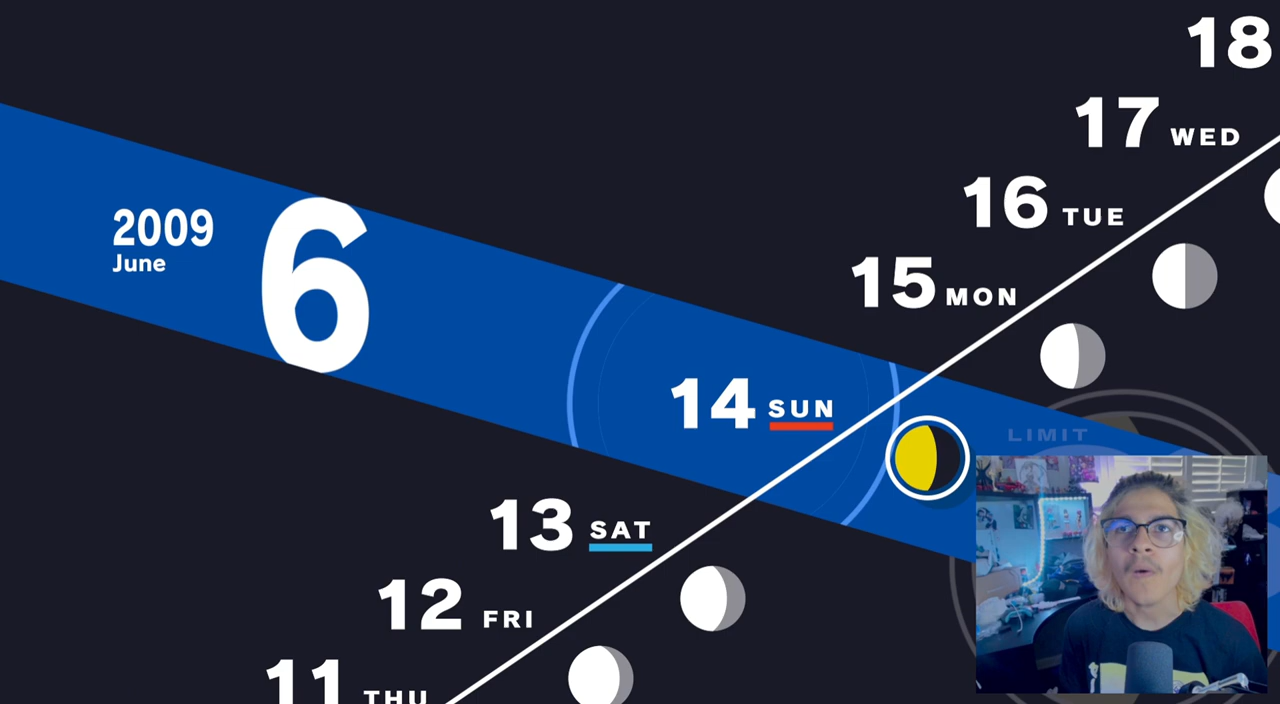 18
17 WED
16 TUE
2009
June
6
15 MON
14 SUN
LIMIT
13 SAT
12 FRI
11 THU